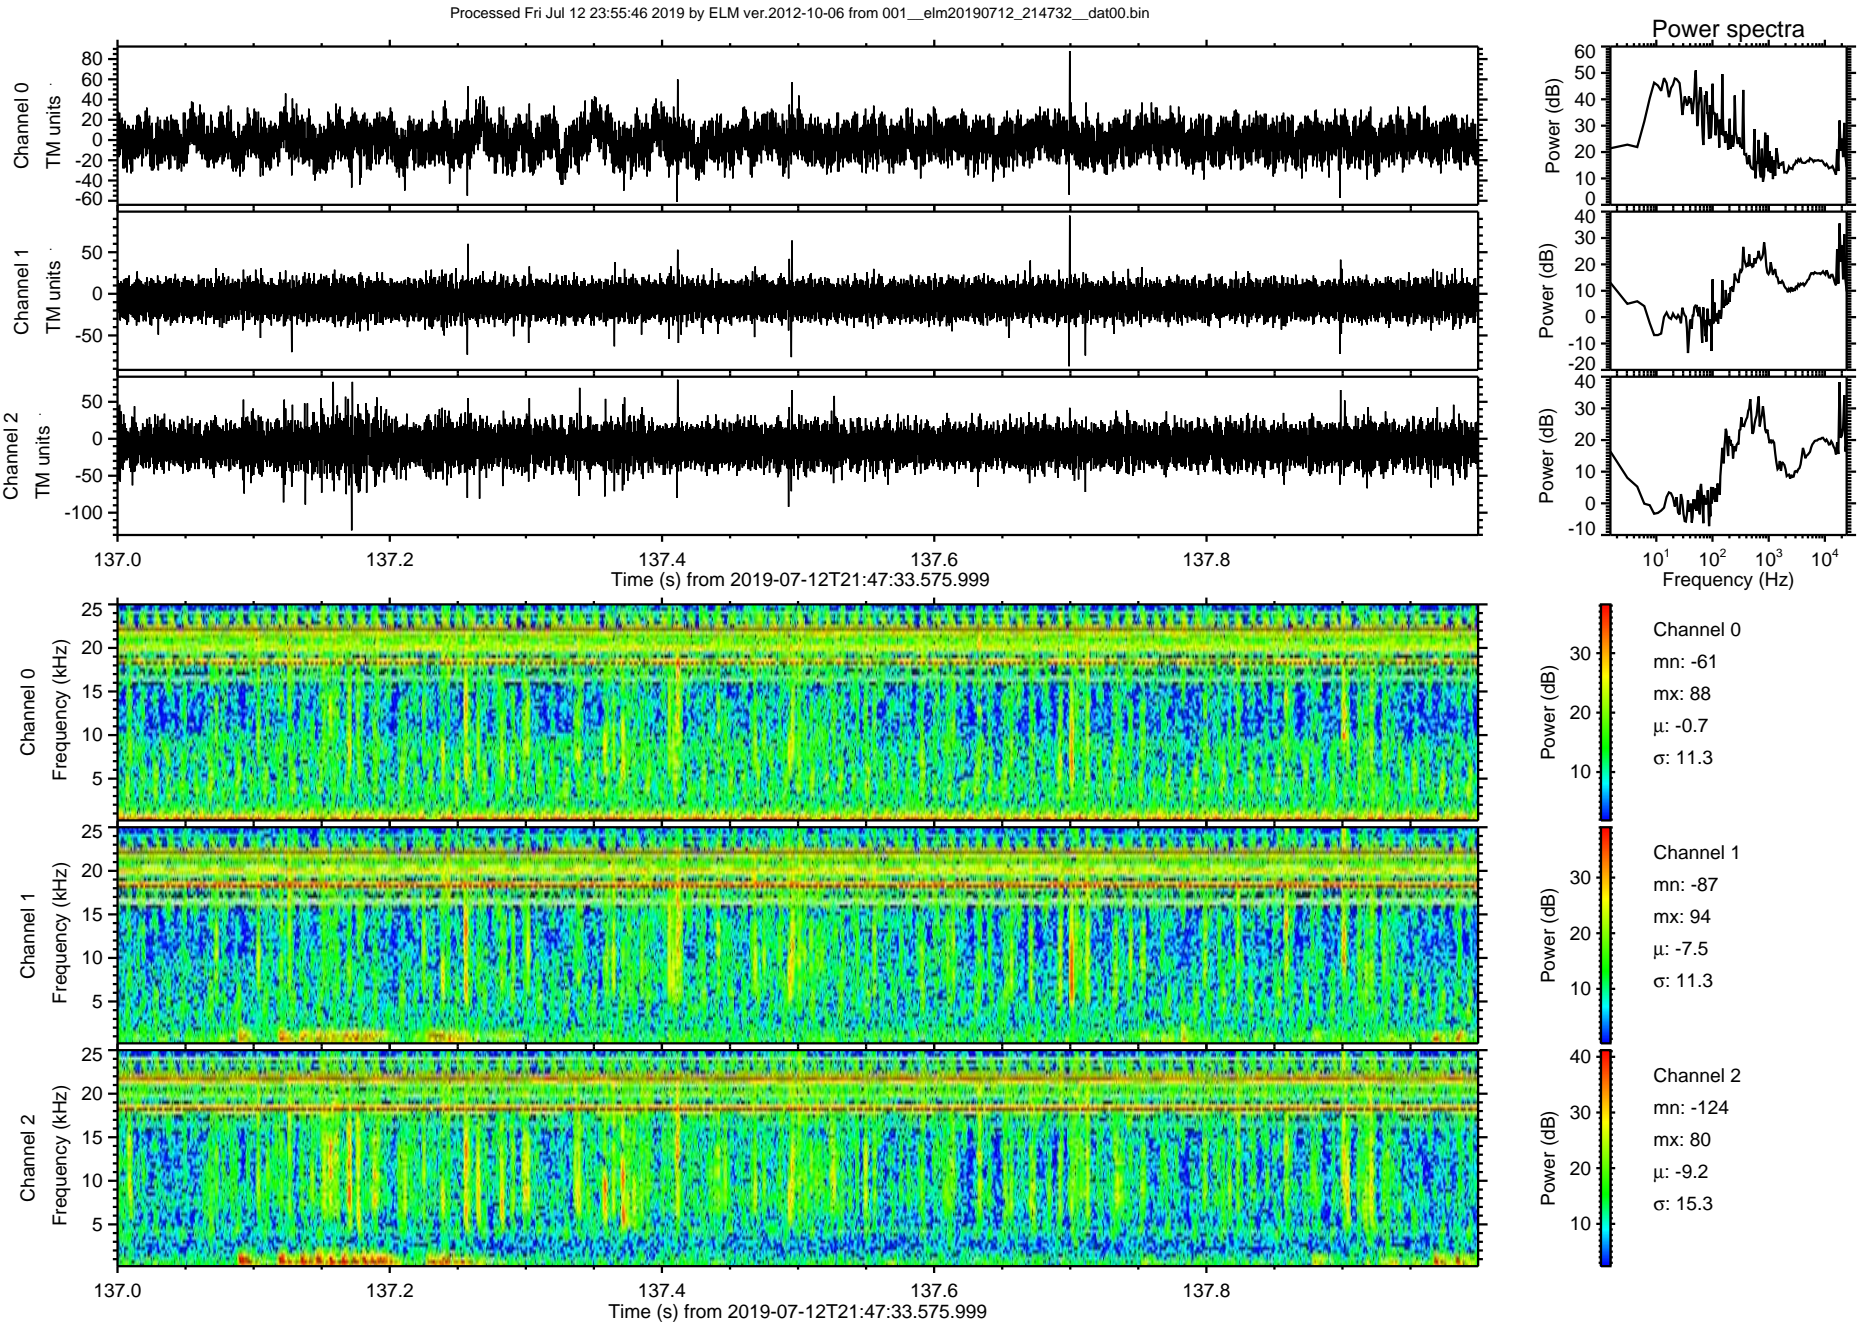 Processed Fri Jul 12 23:55:46 2019 by ELM ver.2012-10-06 from 001__elm20190712_214732__dat00.bin
Power spectra
Channel 0
TM units
80
60
40
20
0
-20
-40
-60
Power (dB)
60
50
40
30
20
10
0
Channel 1
TM units
50
0
-50
Power (dB)
40
30
20
10
0
-10
-20
Channel 2
TM units
50
0
-50
-100
Power (dB)
40
30
20
10
0
-10
137.0 137.2 137.4 137.6 137.8
Time (s) from 2019-07-12T21:47:33.575.999
10^1 10^2 10^3 10^4
Frequency (Hz)
Channel 0
Frequency (kHz)
25
20
15
10
5
Power (dB)
30
20
10
Channel 0
mn: -61
mx: 88
μ: -0.7
σ: 11.3
Channel 1
Frequency (kHz)
25
20
15
10
5
Power (dB)
30
20
10
Channel 1
mn: -87
mx: 94
μ: -7.5
σ: 11.3
Channel 2
Frequency (kHz)
25
20
15
10
5
Power (dB)
40
30
20
10
Channel 2
mn: -124
mx: 80
μ: -9.2
σ: 15.3
137.0 137.2 137.4 137.6 137.8
Time (s) from 2019-07-12T21:47:33.575.999